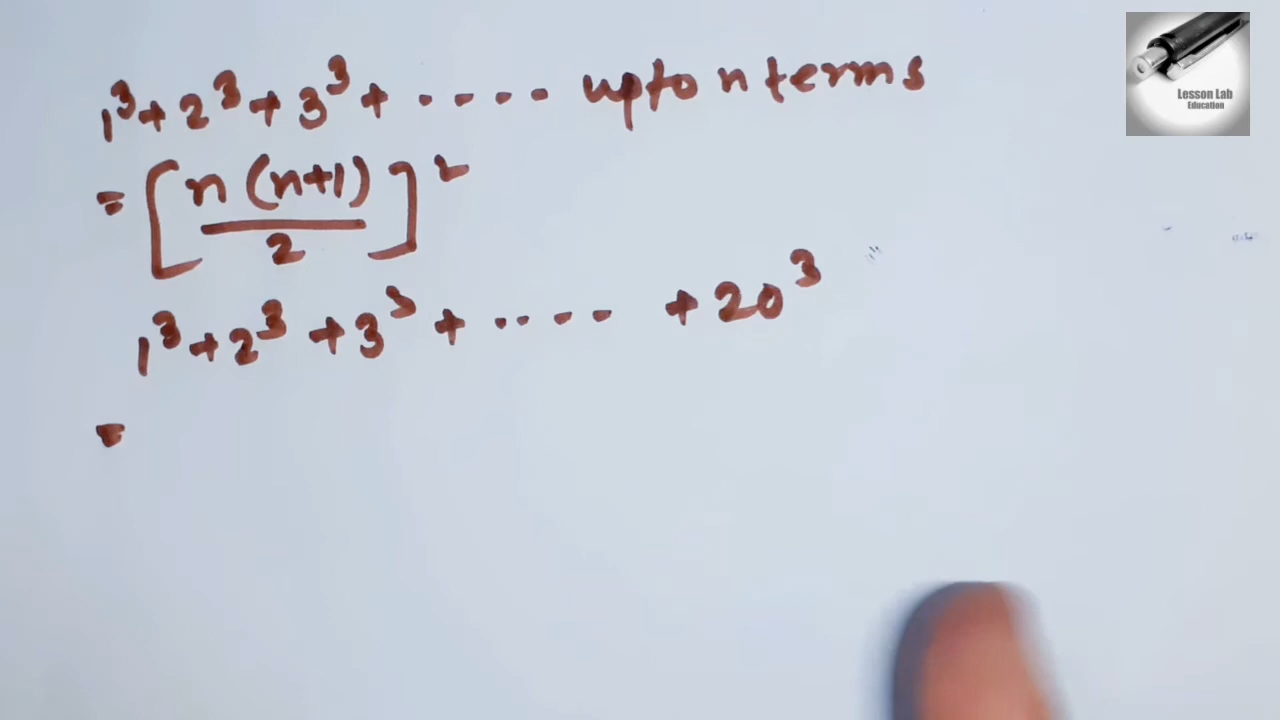 1³+2³+3³+ .... upto n terms
= [n(n+1)/2]²
1³+2³+3³+ .... +20³
=
Lesson Lab
Education